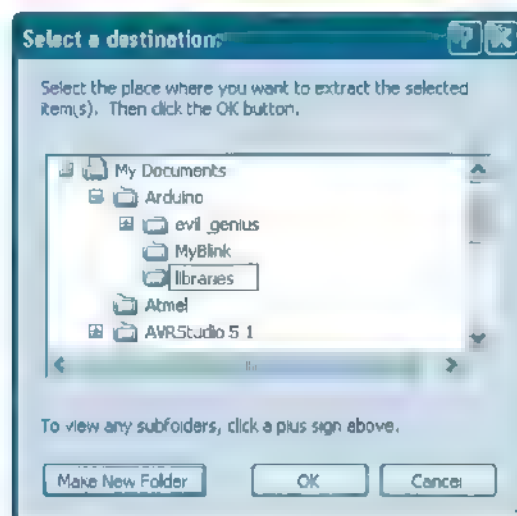 Select a destination
Select the place where you want to extract the selected
item(s). Then click the OK button.
My Documents
Arduino
evil_genius
MyBlink
libraries
Atmel
AVRStudio 5 1
To view any subfolders, click a plus sign above.
Make New Folder
OK
Cancel